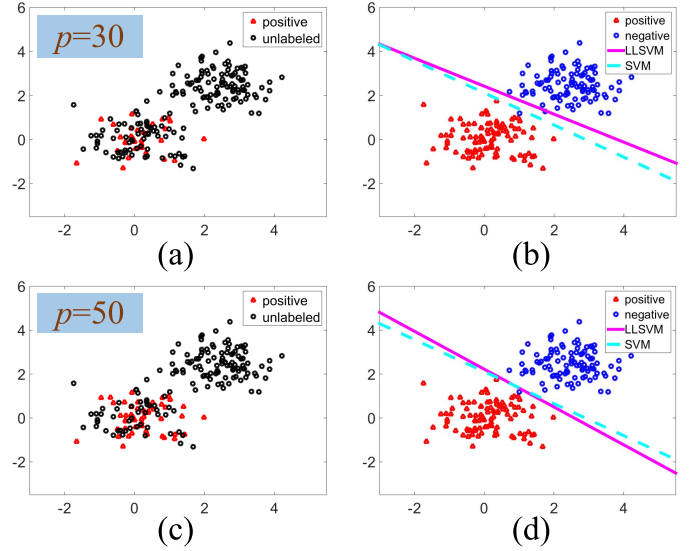 p=30
positive
unlabeled
6
4
2
0
-2
-2 0 2 4
(a)
positive
negative
LLSVM
SVM
6
4
2
0
-2
-2 0 2 4
(b)
p=50
positive
unlabeled
6
4
2
0
-2
-2 0 2 4
(c)
positive
negative
LLSVM
SVM
6
4
2
0
-2
-2 0 2 4
(d)